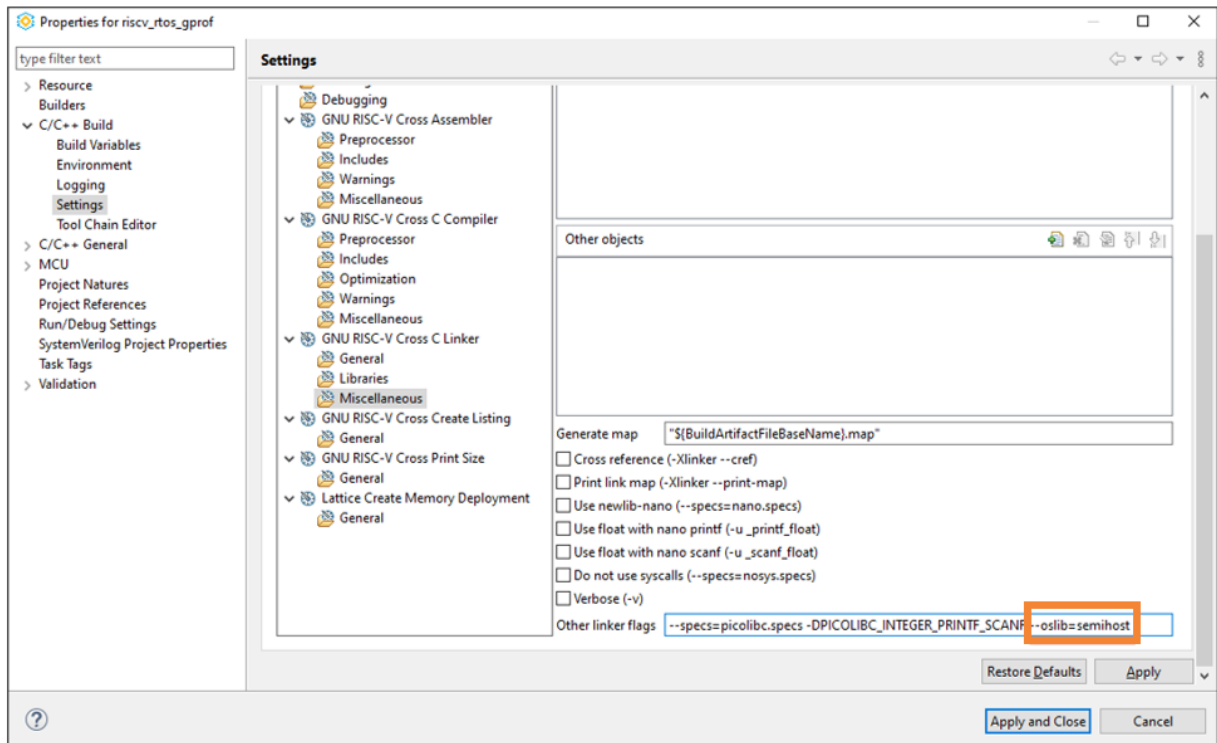 Properties for riscv_rtos_gprof
type filter text
Resource
Builders
C/C++ Build
Build Variables
Environment
Logging
Settings
Tool Chain Editor
C/C++ General
MCU
Project Natures
Project References
Run/Debug Settings
SystemVerilog Project Properties
Task Tags
Validation
Settings
Debugging
GNU RISC-V Cross Assembler
Preprocessor
Includes
Warnings
Miscellaneous
GNU RISC-V Cross C Compiler
Preprocessor
Includes
Optimization
Warnings
Miscellaneous
GNU RISC-V Cross C Linker
General
Libraries
Miscellaneous
GNU RISC-V Cross Create Listing
General
GNU RISC-V Cross Print Size
General
Lattice Create Memory Deployment
General
Other objects
Generate map "${BuildArtifactFileBaseName}.map"
Cross reference (-Xlinker --cref)
Print link map (-Xlinker --print-map)
Use newlib-nano (--specs=nano.specs)
Use float with nano printf (-u _printf_float)
Use float with nano scanf (-u _scanf_float)
Do not use syscalls (--specs=nosys.specs)
Verbose (-v)
Other linker flags --specs=picolibc.specs -DPICOLIBC_INTEGER_PRINTF_SCANF --oslib=semihost
Restore Defaults Apply
Apply and Close Cancel